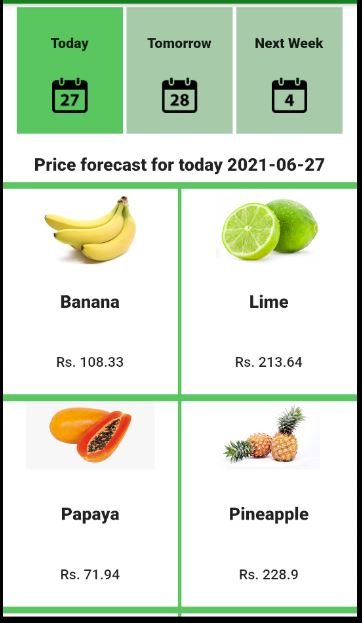 Today
Tomorrow
Next Week
27
28
4
Price forecast for today 2021-06-27
Banana
Lime
Rs. 108.33
Rs. 213.64
Papaya
Pineapple
Rs. 71.94
Rs. 228.9